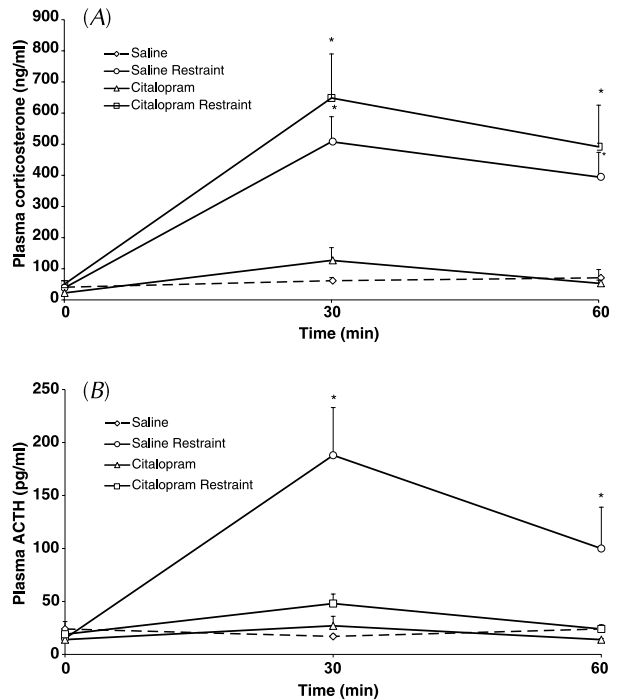 (A)
900
800
700
600
500
400
300
200
100
0
Plasma corticosterone (ng/ml)
Saline
Saline Restraint
Citalopram
Citalopram Restraint
*
*
*
*
0 30 60
Time (min)
(B)
250
200
150
100
50
0
Plasma ACTH (pg/ml)
Saline
Saline Restraint
Citalopram
Citalopram Restraint
*
*
0 30 60
Time (min)